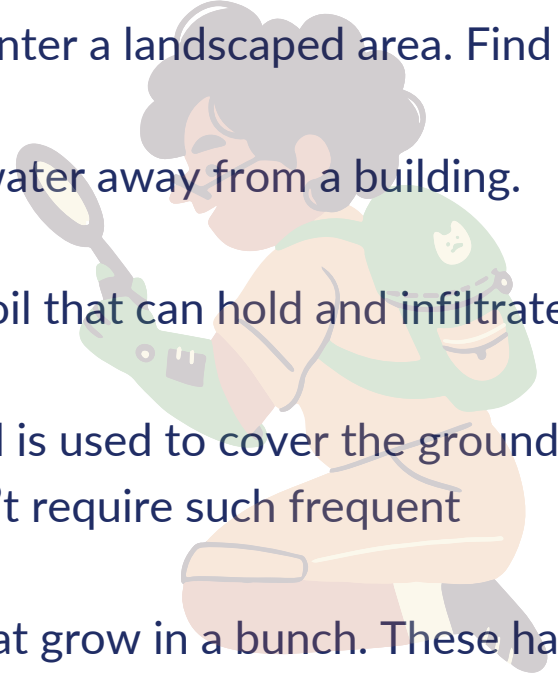 nter a landscaped area. Find
vater away from a building.
oil that can hold and infiltrate
l is used to cover the ground
't require such frequent
at grow in a bunch. These ha